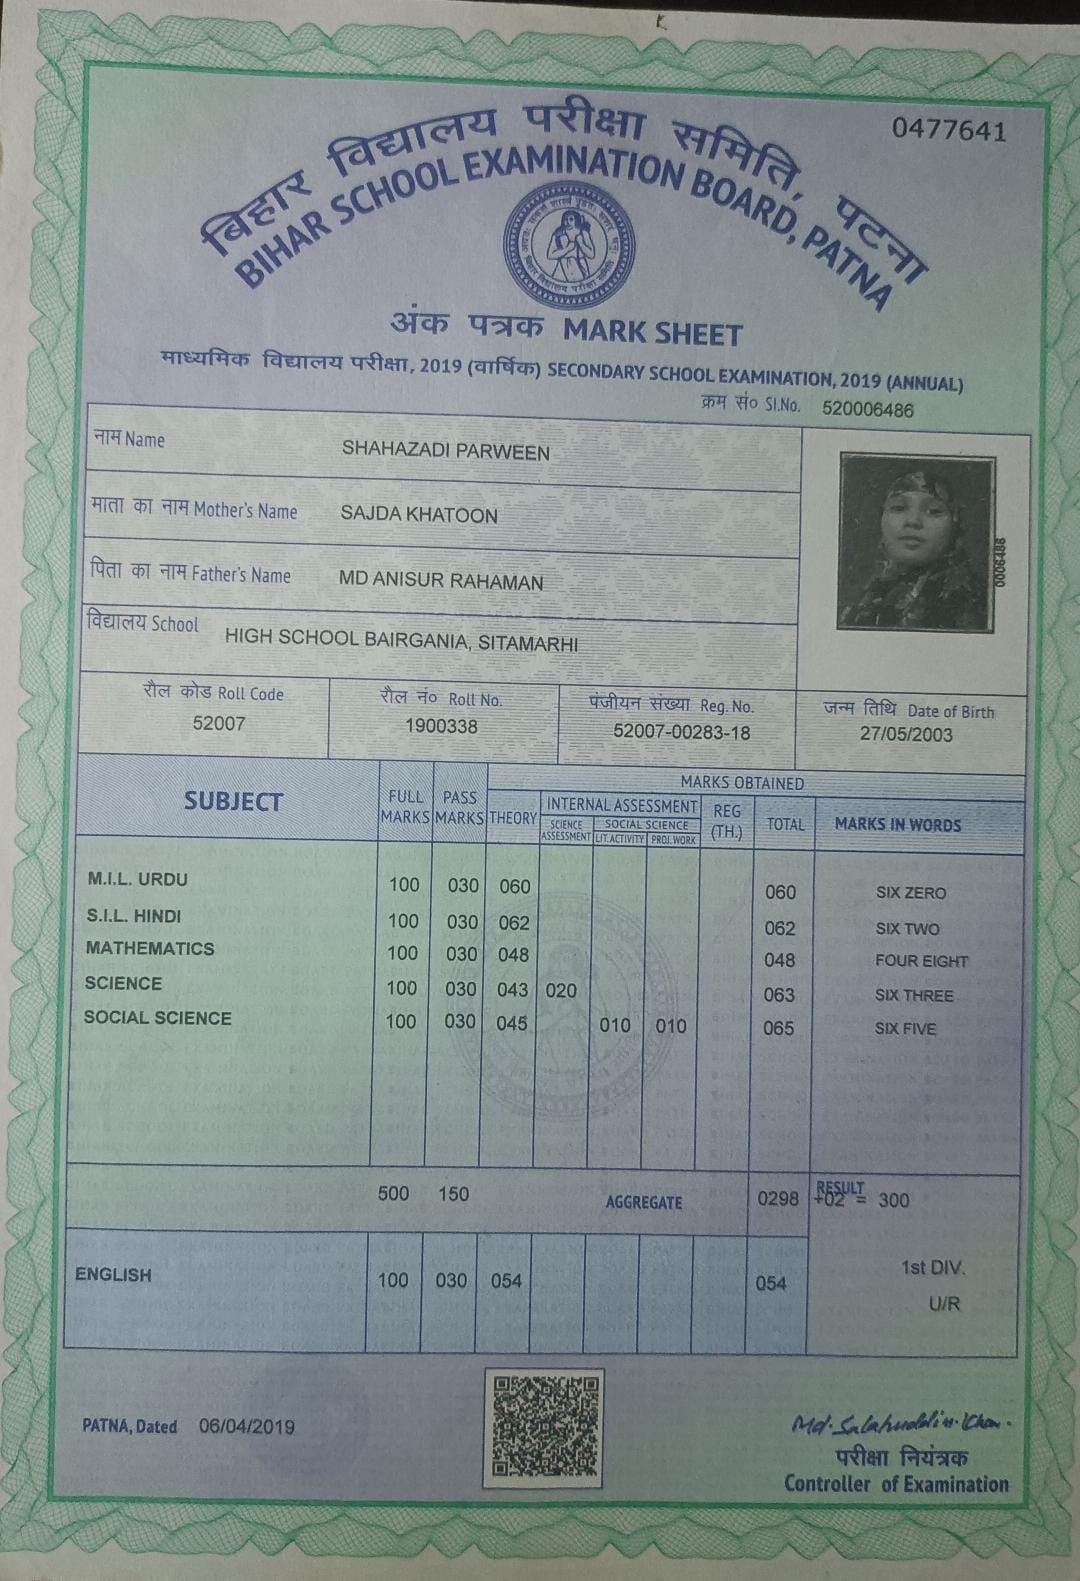 0477641
बिहार विद्यालय परीक्षा समिति, पटना
BIHAR SCHOOL EXAMINATION BOARD, PATNA
अंक पत्रक MARK SHEET
माध्यमिक विद्यालय परीक्षा, 2019 (वार्षिक) SECONDARY SCHOOL EXAMINATION, 2019 (ANNUAL)
क्रम सं० Sl.No. 520006486
नाम Name SHAHAZADI PARWEEN
माता का नाम Mother's Name SAJDA KHATOON
पिता का नाम Father's Name MD ANISUR RAHAMAN
विद्यालय School HIGH SCHOOL BAIRGANIA, SITAMARHI
0006486
रौल कोड Roll Code रौल नं० Roll No. पंजीयन संख्या Reg. No. जन्म तिथि Date of Birth
52007 1900338 52007-00283-18 27/05/2003
SUBJECT FULL MARKS PASS MARKS MARKS OBTAINED
THEORY INTERNAL ASSESSMENT REG (TH.) TOTAL MARKS IN WORDS
SCIENCE ASSESSMENT SOCIAL SCIENCE
LIT.ACTIVITY PROJ.WORK
M.I.L. URDU 100 030 060 060 SIX ZERO
S.I.L. HINDI 100 030 062 062 SIX TWO
MATHEMATICS 100 030 048 048 FOUR EIGHT
SCIENCE 100 030 043 020 063 SIX THREE
SOCIAL SCIENCE 100 030 045 010 010 065 SIX FIVE
500 150 AGGREGATE 0298 RESULT
+02 = 300
ENGLISH 100 030 054 054 1st DIV.
U/R
PATNA, Dated 06/04/2019
Md. Salahuddin Khan.
परीक्षा नियंत्रक
Controller of Examination